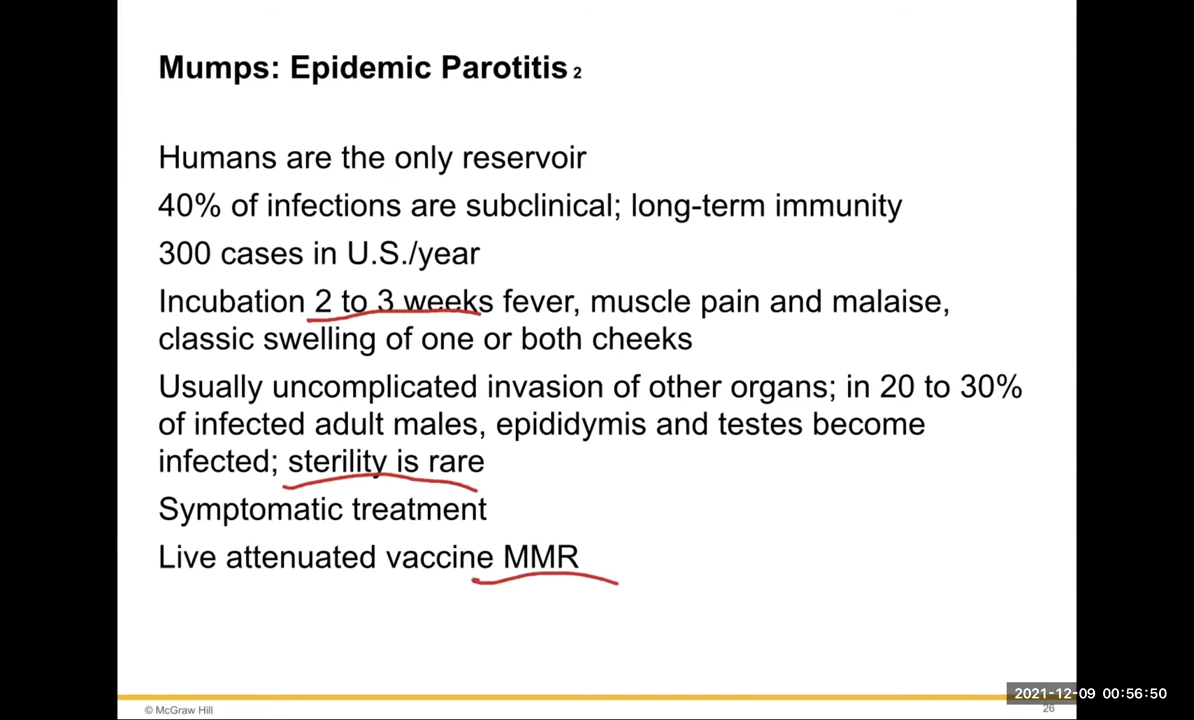 Mumps: Epidemic Parotitis 2
Humans are the only reservoir
40% of infections are subclinical; long-term immunity
300 cases in U.S./year
Incubation 2 to 3 weeks fever, muscle pain and malaise,
classic swelling of one or both cheeks
Usually uncomplicated invasion of other organs; in 20 to 30%
of infected adult males, epididymis and testes become
infected; sterility is rare
Symptomatic treatment
Live attenuated vaccine MMR
2021-12-09 00:56:50
© McGraw Hill
26